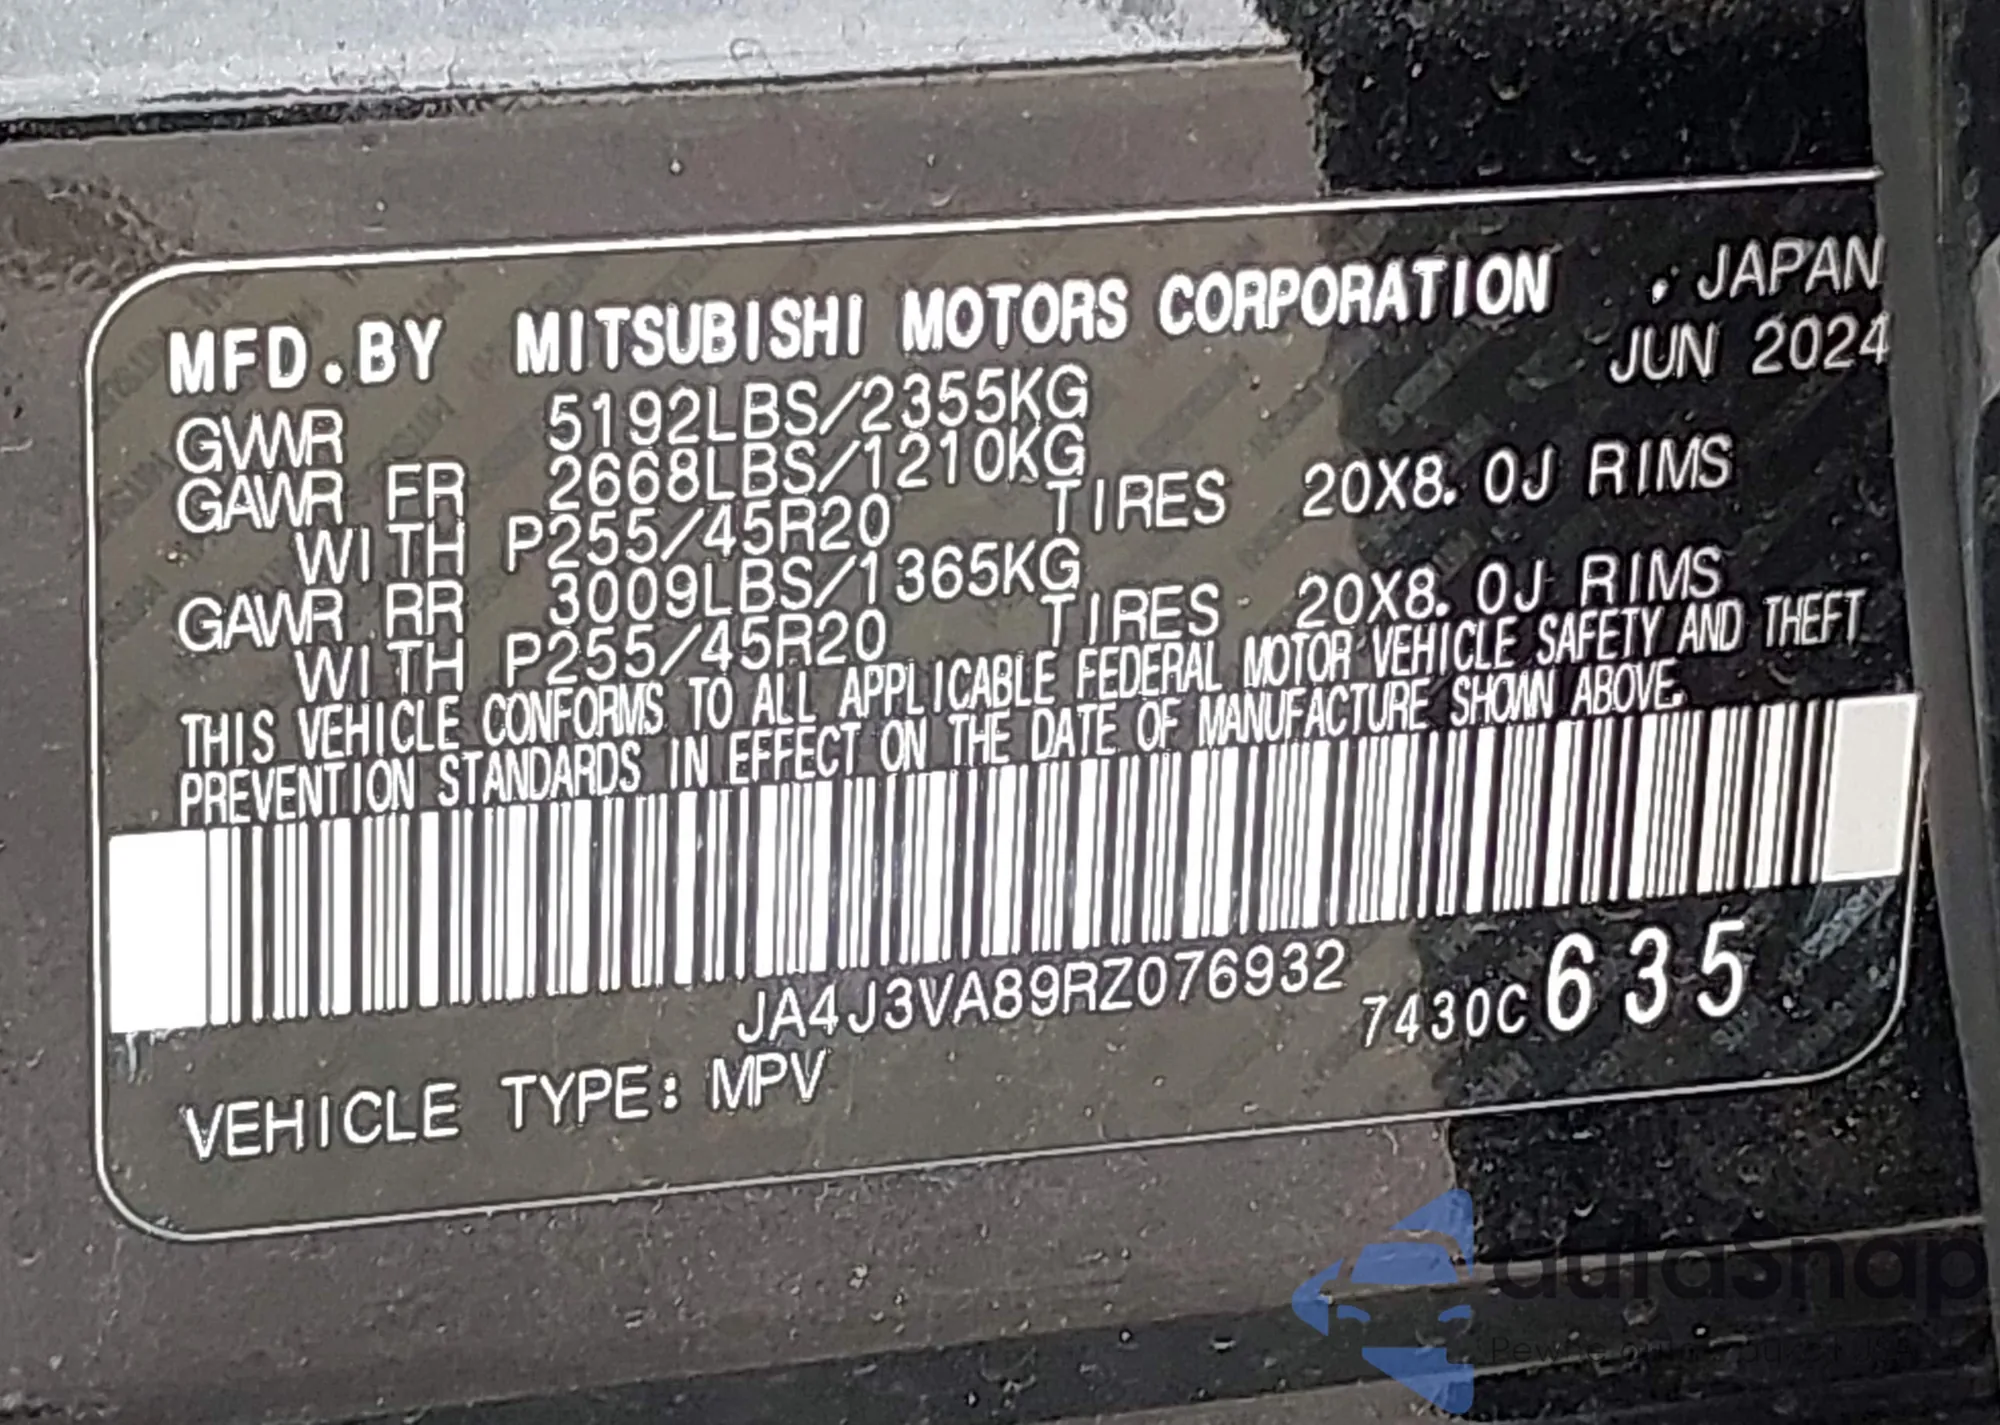 MFD.BY MITSUBISHI MOTORS CORPORATION , JAPAN
JUN 2024
GVWR 5192LBS/2355KG
GAWR FR 2668LBS/1210KG
WITH P255/45R20 TIRES 20X8.0J RIMS
GAWR RR 3009LBS/1365KG
WITH P255/45R20 TIRES 20X8.0J RIMS
THIS VEHICLE CONFORMS TO ALL APPLICABLE FEDERAL MOTOR VEHICLE SAFETY AND THEFT
PREVENTION STANDARDS IN EFFECT ON THE DATE OF MANUFACTURE SHOWN ABOVE.
JA4J3VA89RZ076932
7430C 635
VEHICLE TYPE: MPV
autosnap